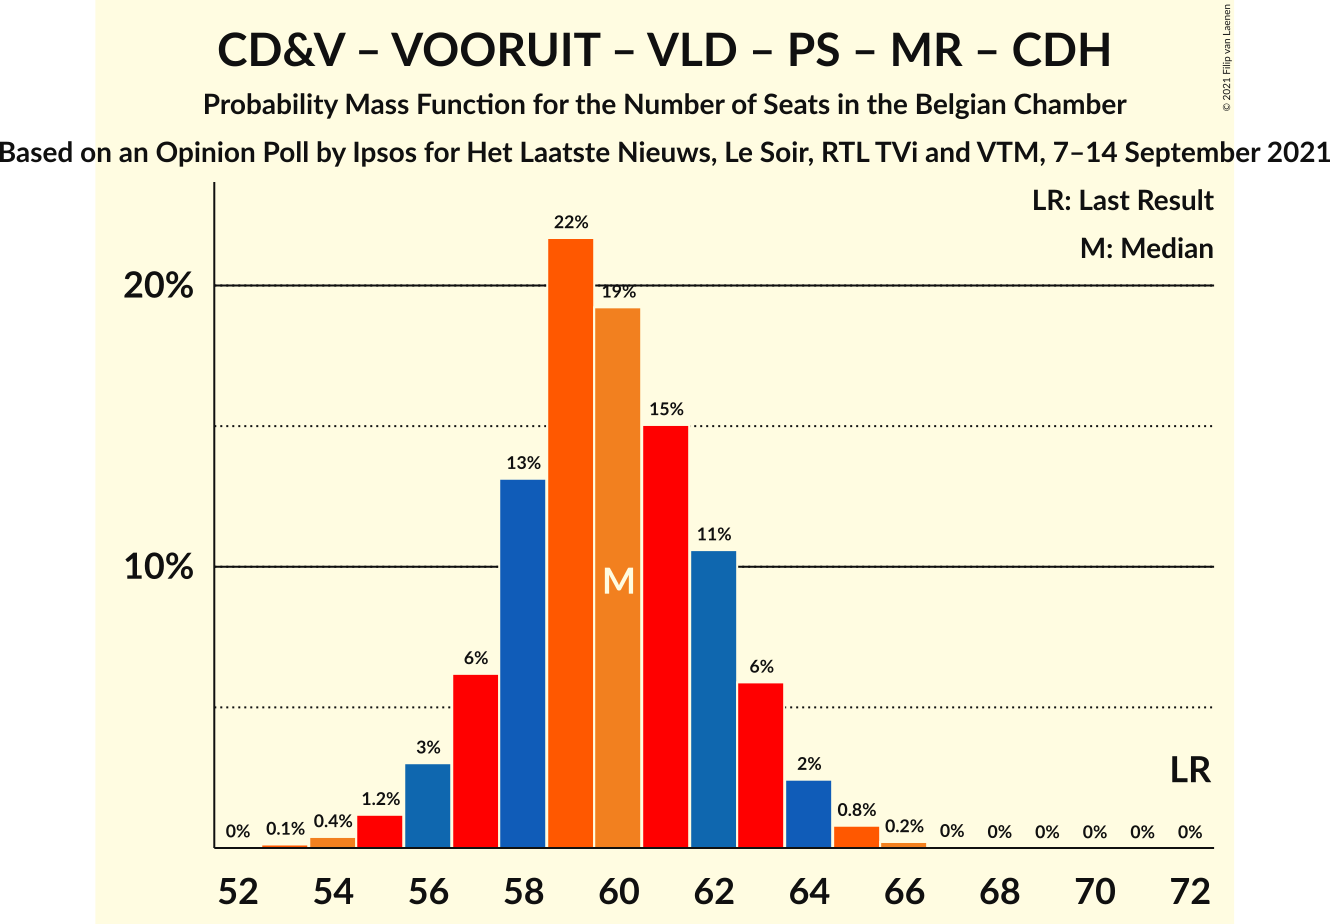 CD&V – VOORUIT – VLD – PS – MR – CDH
Probability Mass Function for the Number of Seats in the Belgian Chamber
Based on an Opinion Poll by Ipsos for Het Laatste Nieuws, Le Soir, RTL TVi and VTM, 7–14 September 2021
© 2021 Filip van Laenen
LR: Last Result
M: Median
22%
20%
19%
15%
13%
11%
10%
M
6%
6%
3%
2%
LR
1.2%
0.8%
0% 0.1% 0.4% 0.2% 0% 0% 0% 0% 0% 0%
52 54 56 58 60 62 64 66 68 70 72